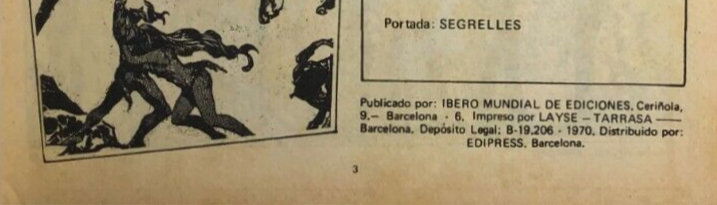 Portada: SEGRELLES
Publicado por: IBERO MUNDIAL DE EDICIONES, Ceriñola,
9.- Barcelona - 6. Impreso por LAYSE - TARRASA ——
Barcelona. Depósito Legal: B-19.206 - 1970. Distribuido por:
EDIPRESS. Barcelona.
3